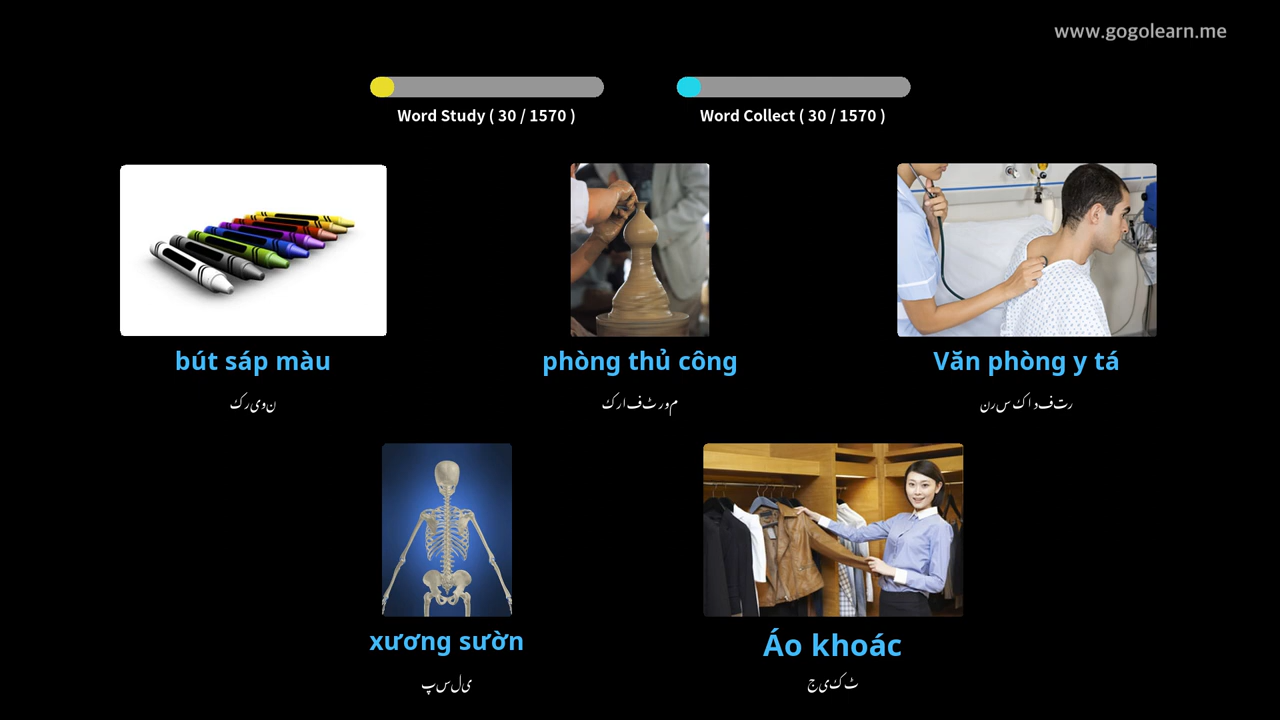 www.gogolearn.me
Word Study ( 30 / 1570 )
Word Collect ( 30 / 1570 )
bút sáp màu
phòng thủ công
Văn phòng y tá
کریون
کرافٹ روم
نرس کا دفتر
xương sườn
Áo khoác
پسلی
جیکٹ